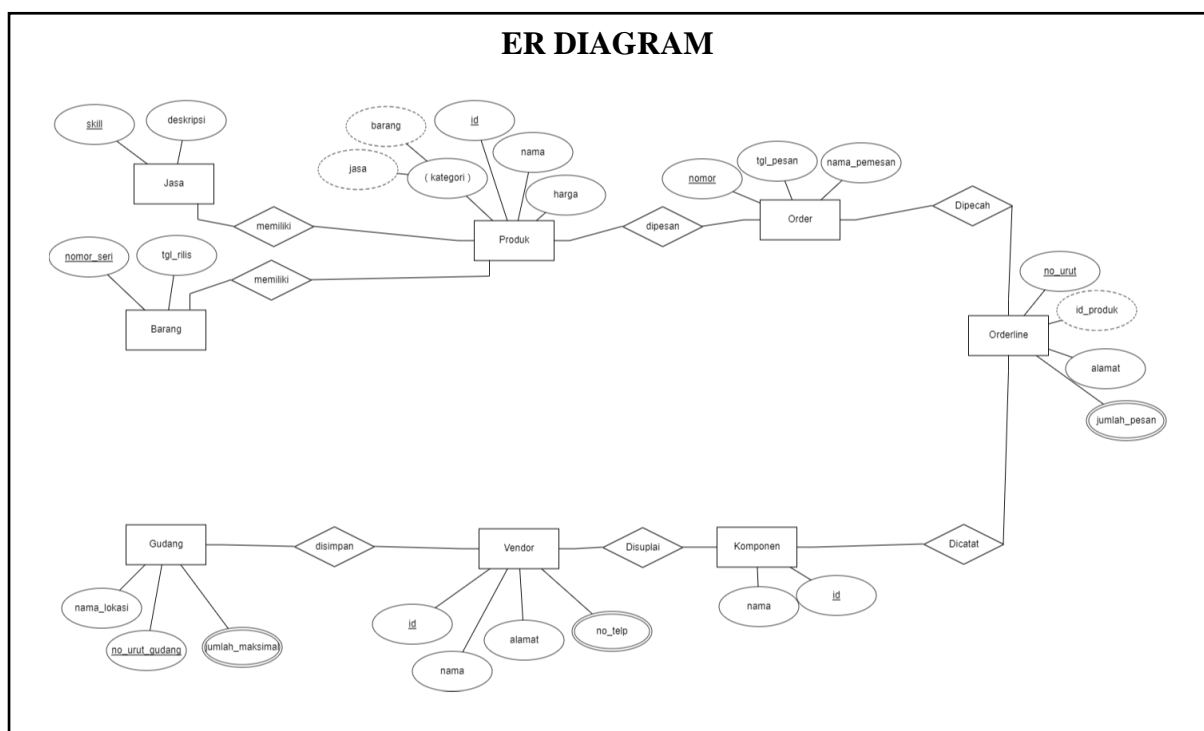 ER DIAGRAM
skill
deskripsi
barang
id
jasa
( kategori )
nama
harga
Jasa
memiliki
Produk
dipesan
nomor
tgl_pesan
nama_pemesan
Order
Dipecah
nomor_seri
tgl_rilis
memiliki
Barang
no_urut
id_produk
Orderline
alamat
jumlah_pesan
Gudang
disimpan
Vendor
Disuplai
Komponen
Dicatat
nama_lokasi
no_urut_gudang
jumlah_maksimal
id
nama
alamat
no_telp
nama
id